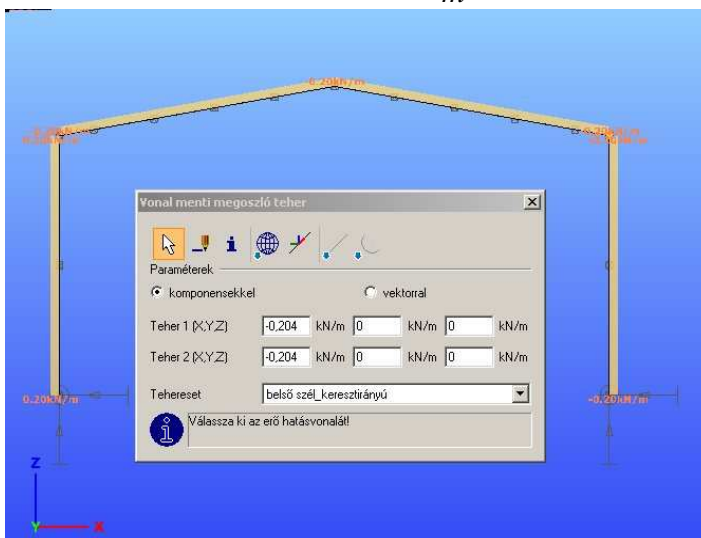 m
-0.20kN/m
Vonal menti megoszló teher
Paraméterek
komponensekkel vektorral
Teher 1 (X,Y,Z) -0,204 kN/m 0 kN/m 0 kN/m
Teher 2 (X,Y,Z) -0,204 kN/m 0 kN/m 0 kN/m
Tehereset belső szél_keresztirányú
Válassza ki az erő hatásvonalát!
0.20kN/m -0.20kN/m
Z
Y X